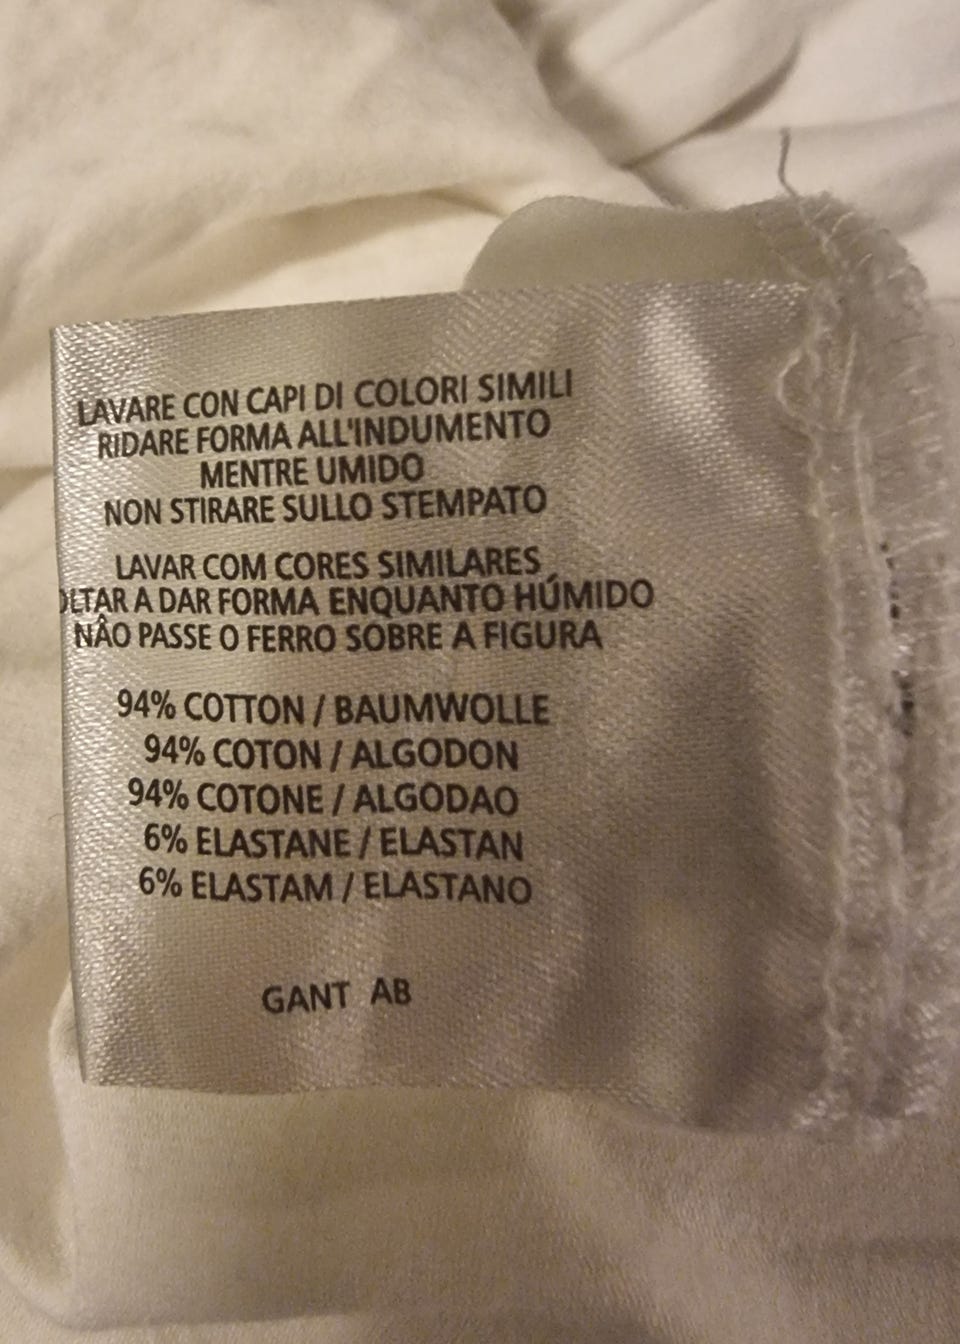 LAVARE CON CAPI DI COLORI SIMILI
RIDARE FORMA ALL'INDUMENTO
MENTRE UMIDO
NON STIRARE SULLO STEMPATO
LAVAR COM CORES SIMILARES
OLTAR A DAR FORMA ENQUANTO HÚMIDO
NÂO PASSE O FERRO SOBRE A FIGURA
94% COTTON / BAUMWOLLE
94% COTON / ALGODON
94% COTONE / ALGODAO
6% ELASTANE / ELASTAN
6% ELASTAM / ELASTANO
GANT AB